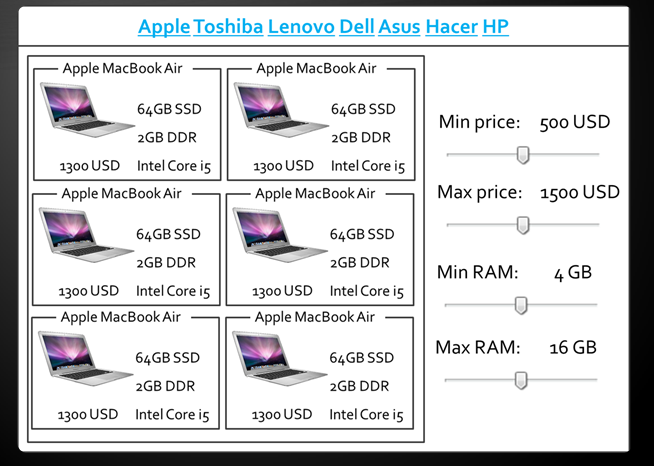 Apple Toshiba Lenovo Dell Asus Hacer HP
Apple MacBook Air
64GB SSD
2GB DDR
1300 USD Intel Core i5
Apple MacBook Air
64GB SSD
2GB DDR
1300 USD Intel Core i5
Apple MacBook Air
64GB SSD
2GB DDR
1300 USD Intel Core i5
Apple MacBook Air
64GB SSD
2GB DDR
1300 USD Intel Core i5
Apple MacBook Air
64GB SSD
2GB DDR
1300 USD Intel Core i5
Apple MacBook Air
64GB SSD
2GB DDR
1300 USD Intel Core i5
Min price: 500 USD
Max price: 1500 USD
Min RAM: 4 GB
Max RAM: 16 GB